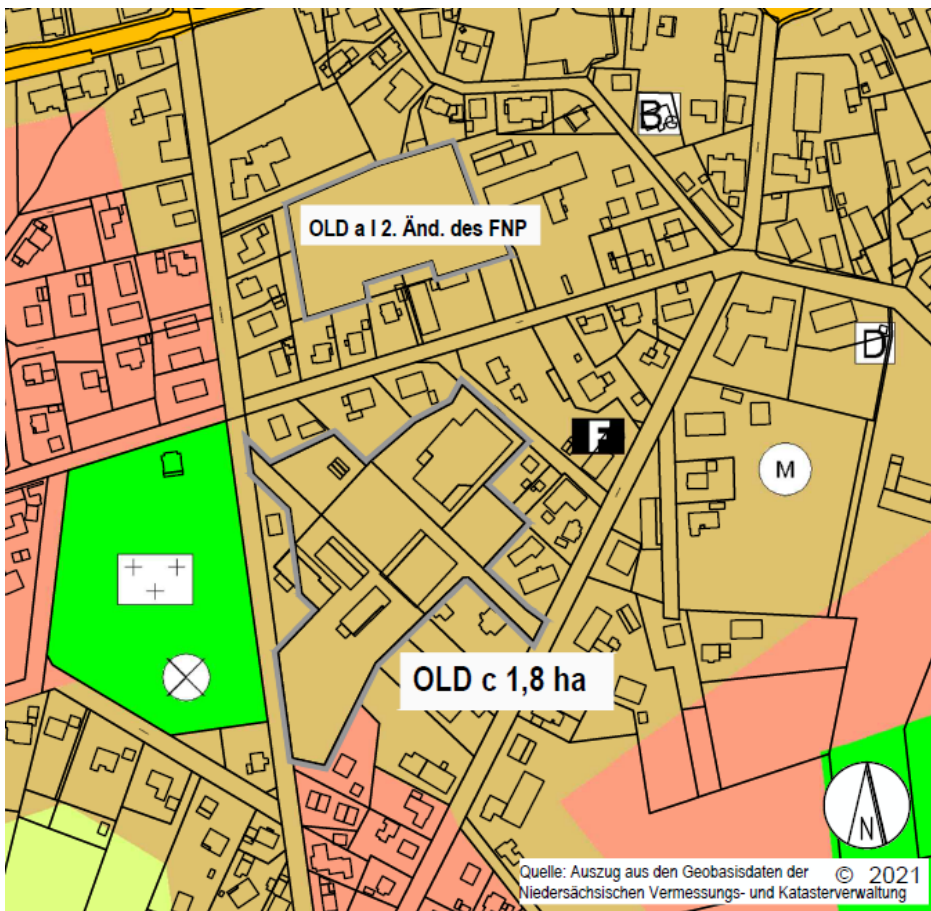 B
OLD a I 2. Änd. des FNP
D
F
M
OLD c 1,8 ha
N
Quelle: Auszug aus den Geobasisdaten der © 2021
Niedersächsischen Vermessungs- und Katasterverwaltung